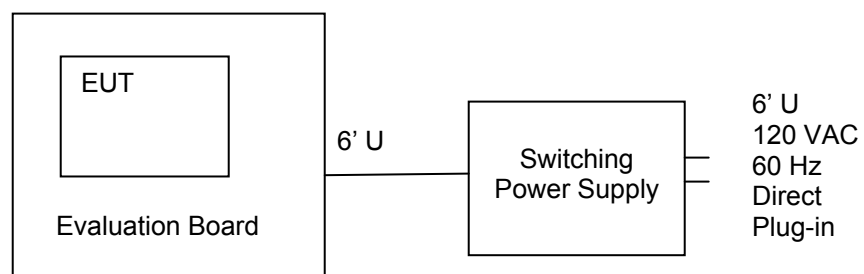 EUT
Evaluation Board
6’ U
Switching
Power Supply
6’ U
120 VAC
60 Hz
Direct
Plug-in